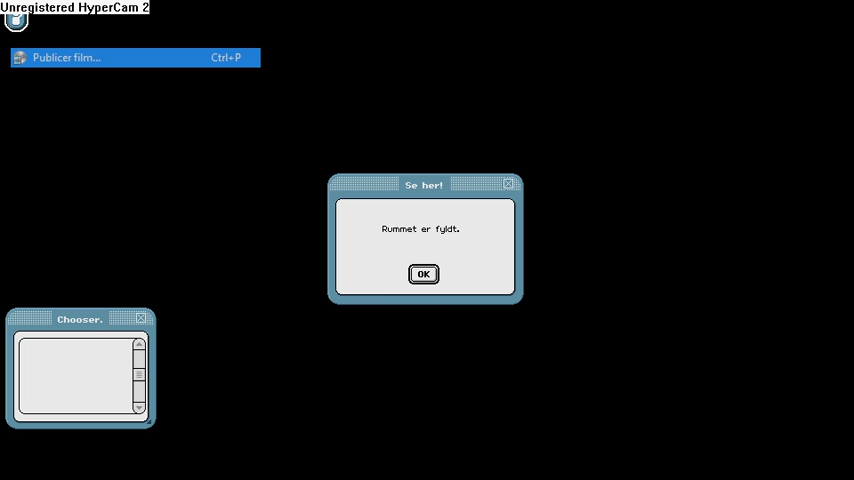 Unregistered HyperCam 2
Publicer film... Ctrl+P
Se her!
Rummet er fyldt.
OK
Chooser.